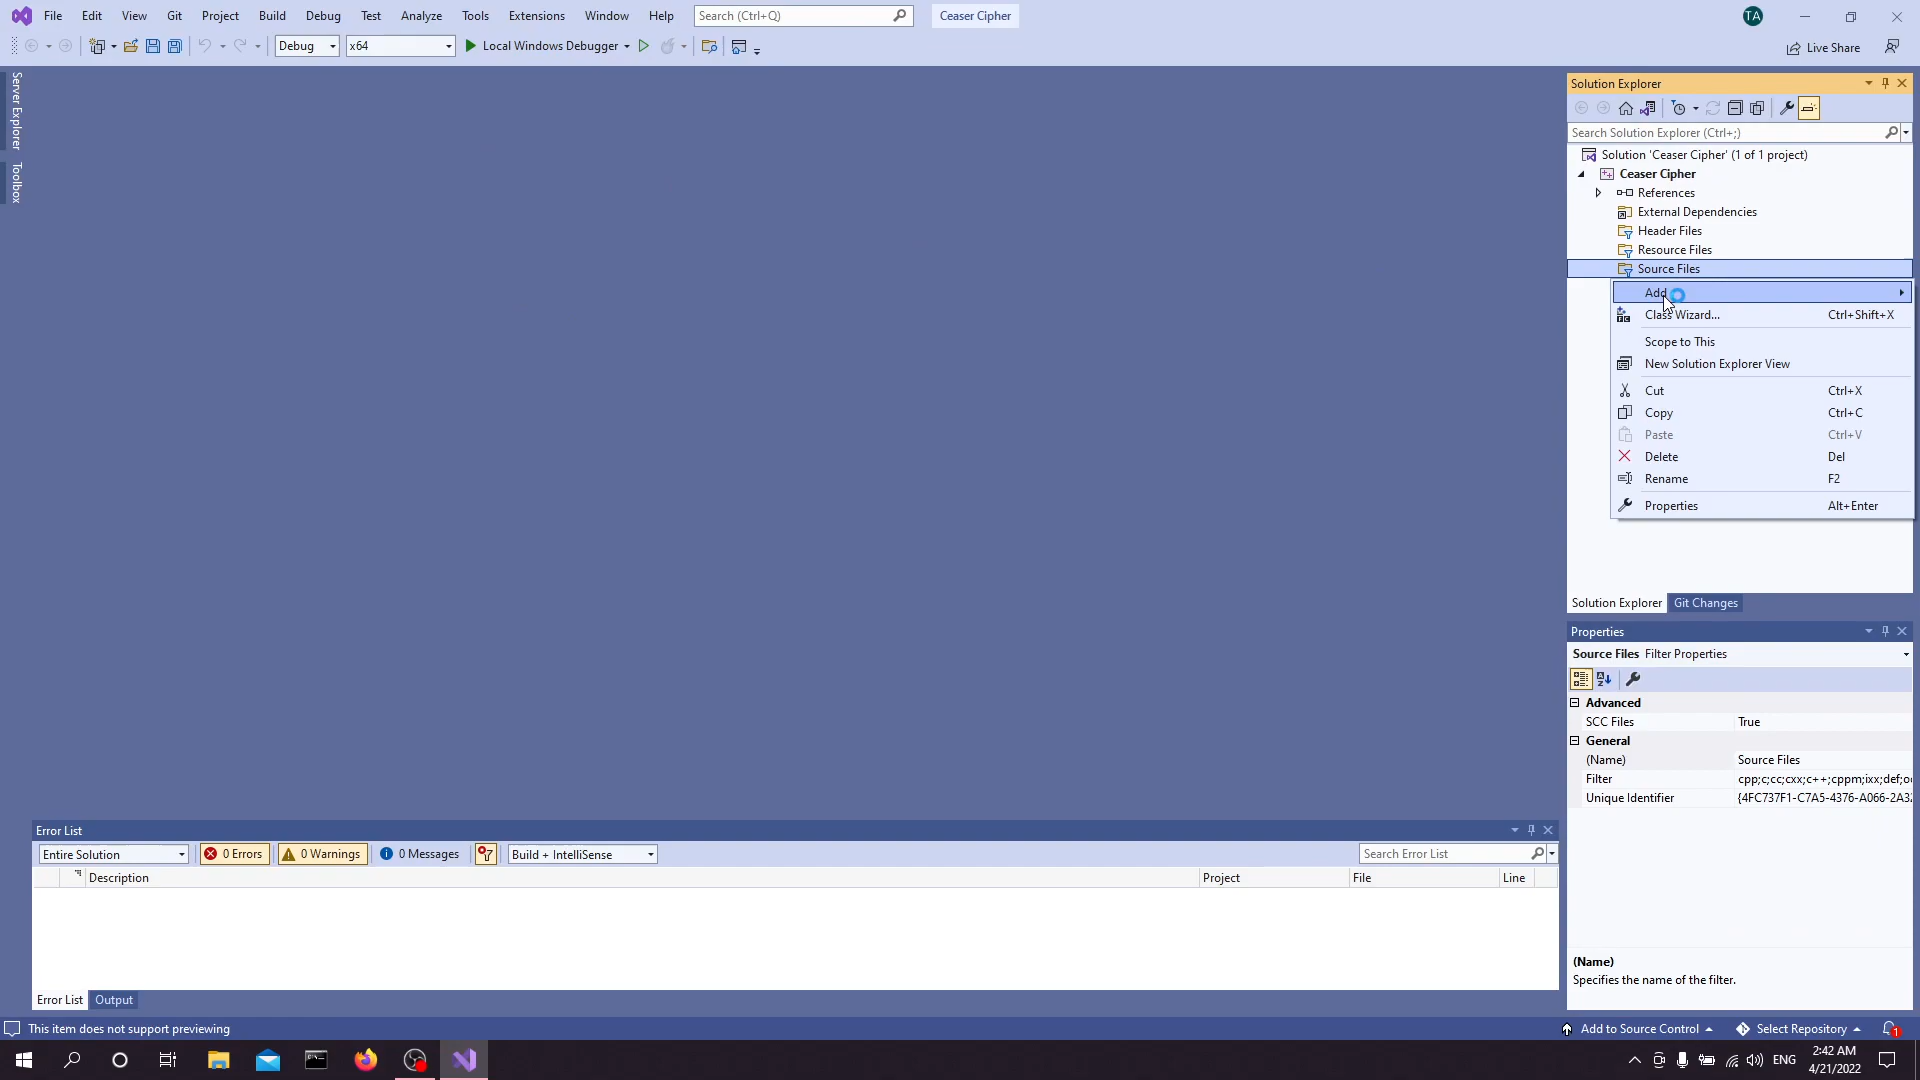 File Edit View Git Project Build Debug Test Analyze Tools Extensions Window Help Search (Ctrl+Q) Ceaser Cipher TA
Debug x64 Local Windows Debugger Live Share
Server Explorer
Toolbox
Solution Explorer
Search Solution Explorer (Ctrl+;)
Solution 'Ceaser Cipher' (1 of 1 project)
Ceaser Cipher
References
External Dependencies
Header Files
Resource Files
Source Files
Add
Class Wizard... Ctrl+Shift+X
Scope to This
New Solution Explorer View
Cut Ctrl+X
Copy Ctrl+C
Paste Ctrl+V
Delete Del
Rename F2
Properties Alt+Enter
Solution Explorer Git Changes
Properties
Source Files Filter Properties
Advanced
SCC Files True
General
(Name) Source Files
Filter cpp;c;cc;cxx;c++;cppm;ixx;def;
Unique Identifier {4FC737F1-C7A5-4376-A066-2A32
(Name)
Specifies the name of the filter.
Error List
Entire Solution 0 Errors 0 Warnings 0 Messages Build + IntelliSense Search Error List
Description Project File Line
Error List Output
This item does not support previewing Add to Source Control Select Repository 1
ENG 2:42 AM
4/21/2022